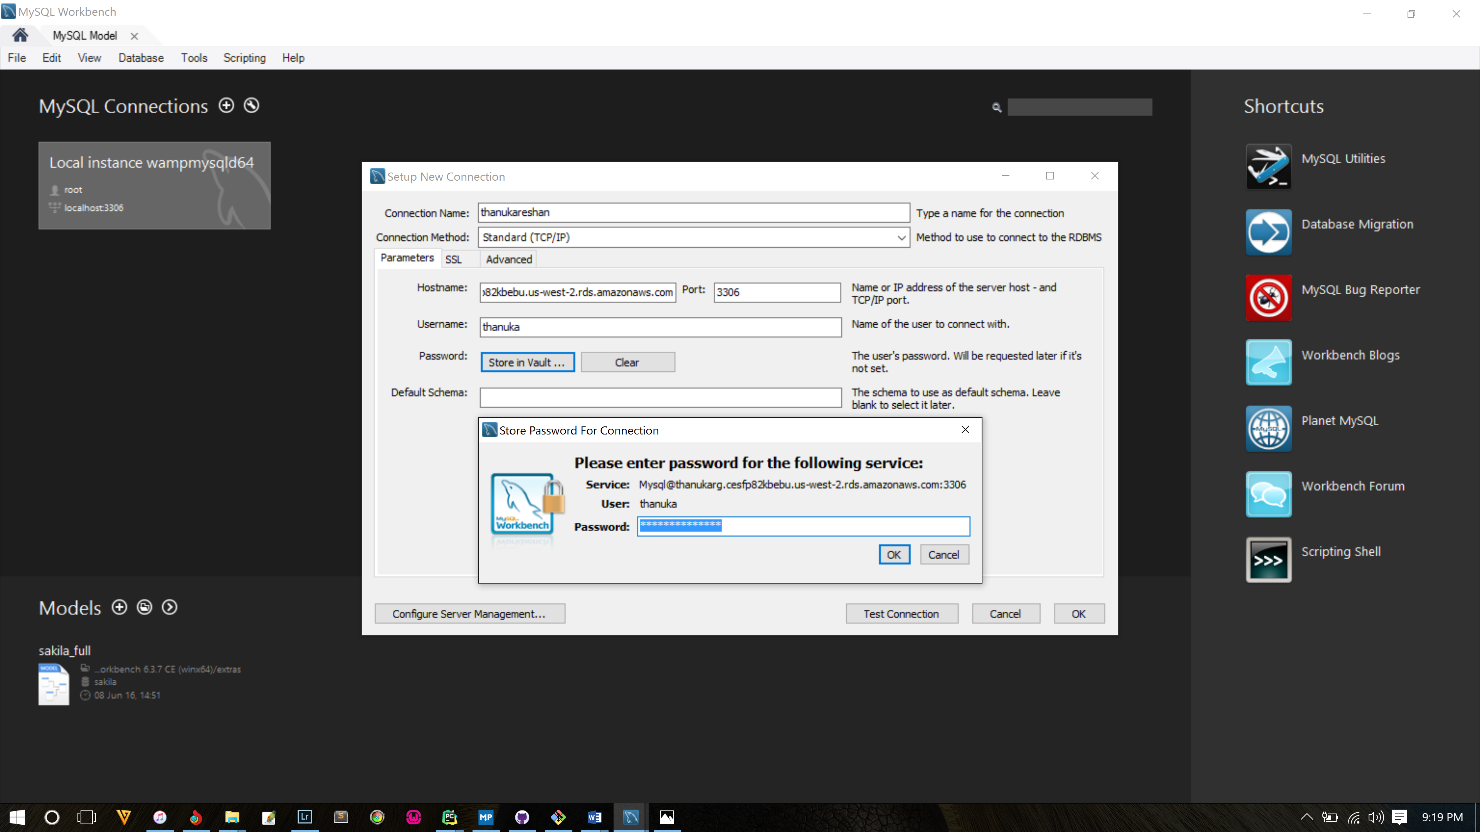 MySQL Workbench
MySQL Model
File Edit View Database Tools Scripting Help
MySQL Connections
Local instance wampmysqld64
root
localhost:3306
Shortcuts
MySQL Utilities
Database Migration
MySQL Bug Reporter
Workbench Blogs
MySQL
Planet MySQL
Workbench Forum
>>>
Scripting Shell
Setup New Connection
Connection Name: thanukareshan Type a name for the connection
Connection Method: Standard (TCP/IP) Method to use to connect to the RDBMS
Parameters SSL Advanced
Hostname: 82kbebu.us-west-2.rds.amazonaws.com Port: 3306 Name or IP address of the server host - and
TCP/IP port.
Username: thanuka Name of the user to connect with.
Password: Store in Vault ... Clear The user's password. Will be requested later if it's
not set.
Default Schema: The schema to use as default schema. Leave
blank to select it later.
Store Password For Connection
Please enter password for the following service:
Service: Mysql@thanukarg.cesfp82kbebu.us-west-2.rds.amazonaws.com:3306
User: thanuka
Password: **************
MySQL
Workbench
OK Cancel
Configure Server Management... Test Connection Cancel OK
Models
sakila_full
MODEL
...orkbench 6.3.7 CE (winx64)/extras
sakila
08 Jun 16, 14:51
Lr
S
PC
MP
W
9:19 PM